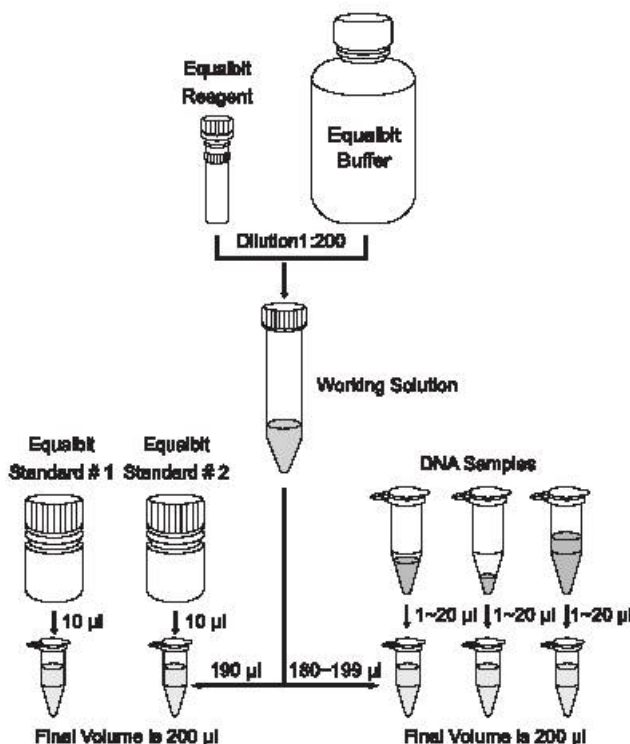 Equalbit
Reagent
Equalbit
Buffer
Dilution1:200
Working Solution
Equalbit
Standard # 1
Equalbit
Standard # 2
DNA Samples
10 µl
10 µl
1~20 µl
1~20 µl
1~20 µl
190 µl
180~199 µl
Final Volume is 200 µl
Final Volume is 200 µl